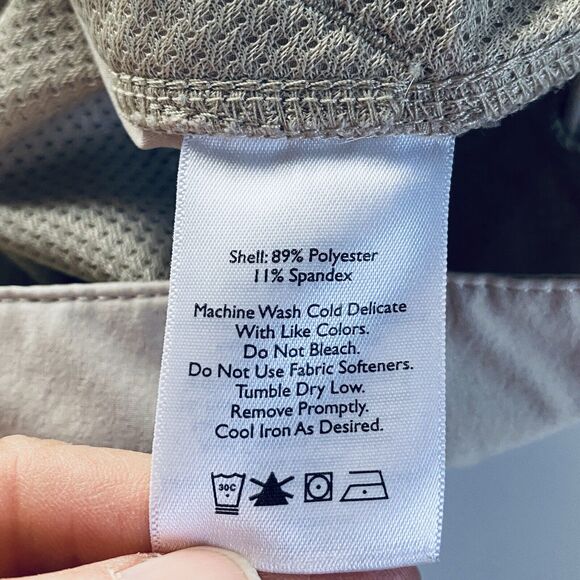 Shell: 89% Polyester
11% Spandex
Machine Wash Cold Delicate
With Like Colors.
Do Not Bleach.
Do Not Use Fabric Softeners.
Tumble Dry Low.
Remove Promptly.
Cool Iron As Desired.
30C